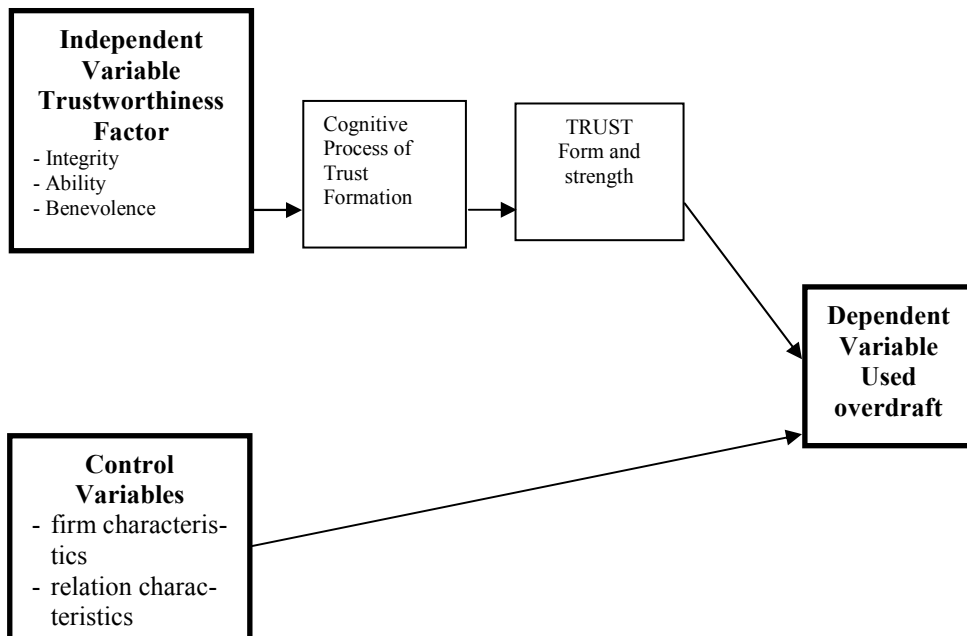 Independent
Variable
Trustworthiness
Factor
- Integrity
- Ability
- Benevolence
Cognitive
Process of
Trust
Formation
TRUST
Form and
strength
Dependent
Variable
Used
overdraft
Control
Variables
- firm characteris-
tics
- relation charac-
teristics